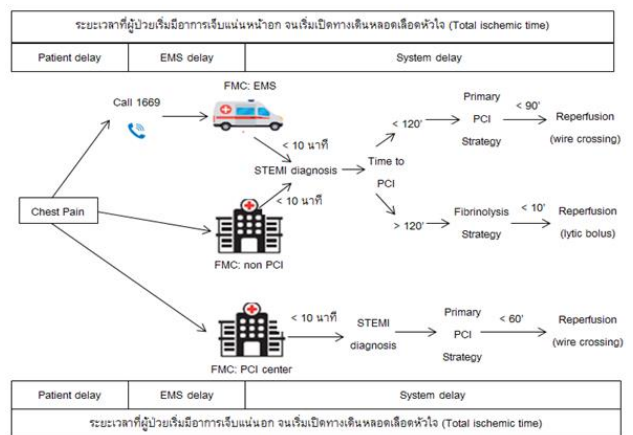 ระยะเวลาที่ผู้ป่วยเริ่มมีอาการเจ็บแน่นหน้าอก จนเริ่มเปิดทางเดินหลอดเลือดหัวใจ (Total ischemic time)
Patient delay EMS delay System delay
FMC: EMS
Call 1669
< 10 นาที
STEMI diagnosis
Time to
PCI
< 120'
Primary
PCI
Strategy
< 90'
Reperfusion
(wire crossing)
Chest Pain
< 10 นาที
FMC: non PCI
> 120'
Fibrinolysis
Strategy
< 10'
Reperfusion
(lytic bolus)
< 10 นาที
FMC: PCI center
STEMI
diagnosis
Primary
PCI
Strategy
< 60'
Reperfusion
(wire crossing)
Patient delay EMS delay System delay
ระยะเวลาที่ผู้ป่วยเริ่มมีอาการเจ็บแน่นอก จนเริ่มเปิดทางเดินหลอดเลือดหัวใจ (Total ischemic time)